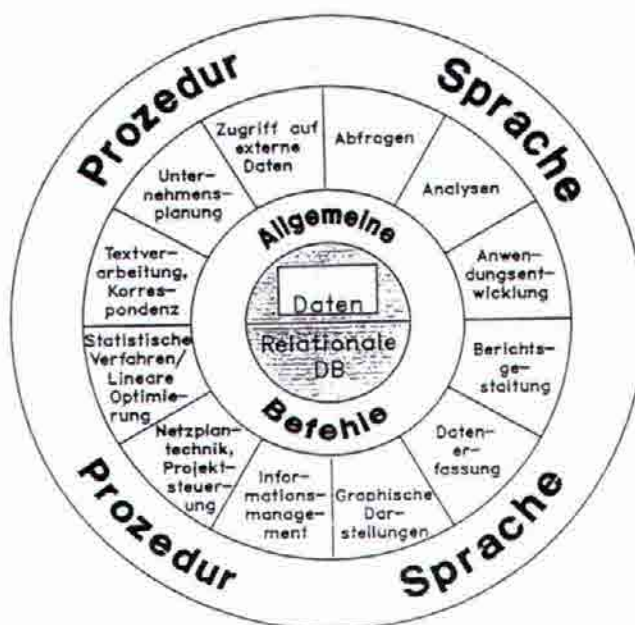 Prozedur
Sprache
Zugriff auf
externe
Daten
Abfragen
Analysen
Anwen-
dungsent-
wicklung
Berichts-
ge-
staltung
Daten-
er-
fassung
Graphische
Dar-
stellungen
Infor-
mations-
manage-
ment
Netzplan-
technik,
Projekt-
steuer-
ung
Statistische
Verfahren/
Lineare
Optimie-
rung
Textver-
arbeitung,
Korres-
pondenz
Unter-
nehmens-
planung
Allgemeine
Daten
Relationale
DB
Befehle
Prozedur
Sprache